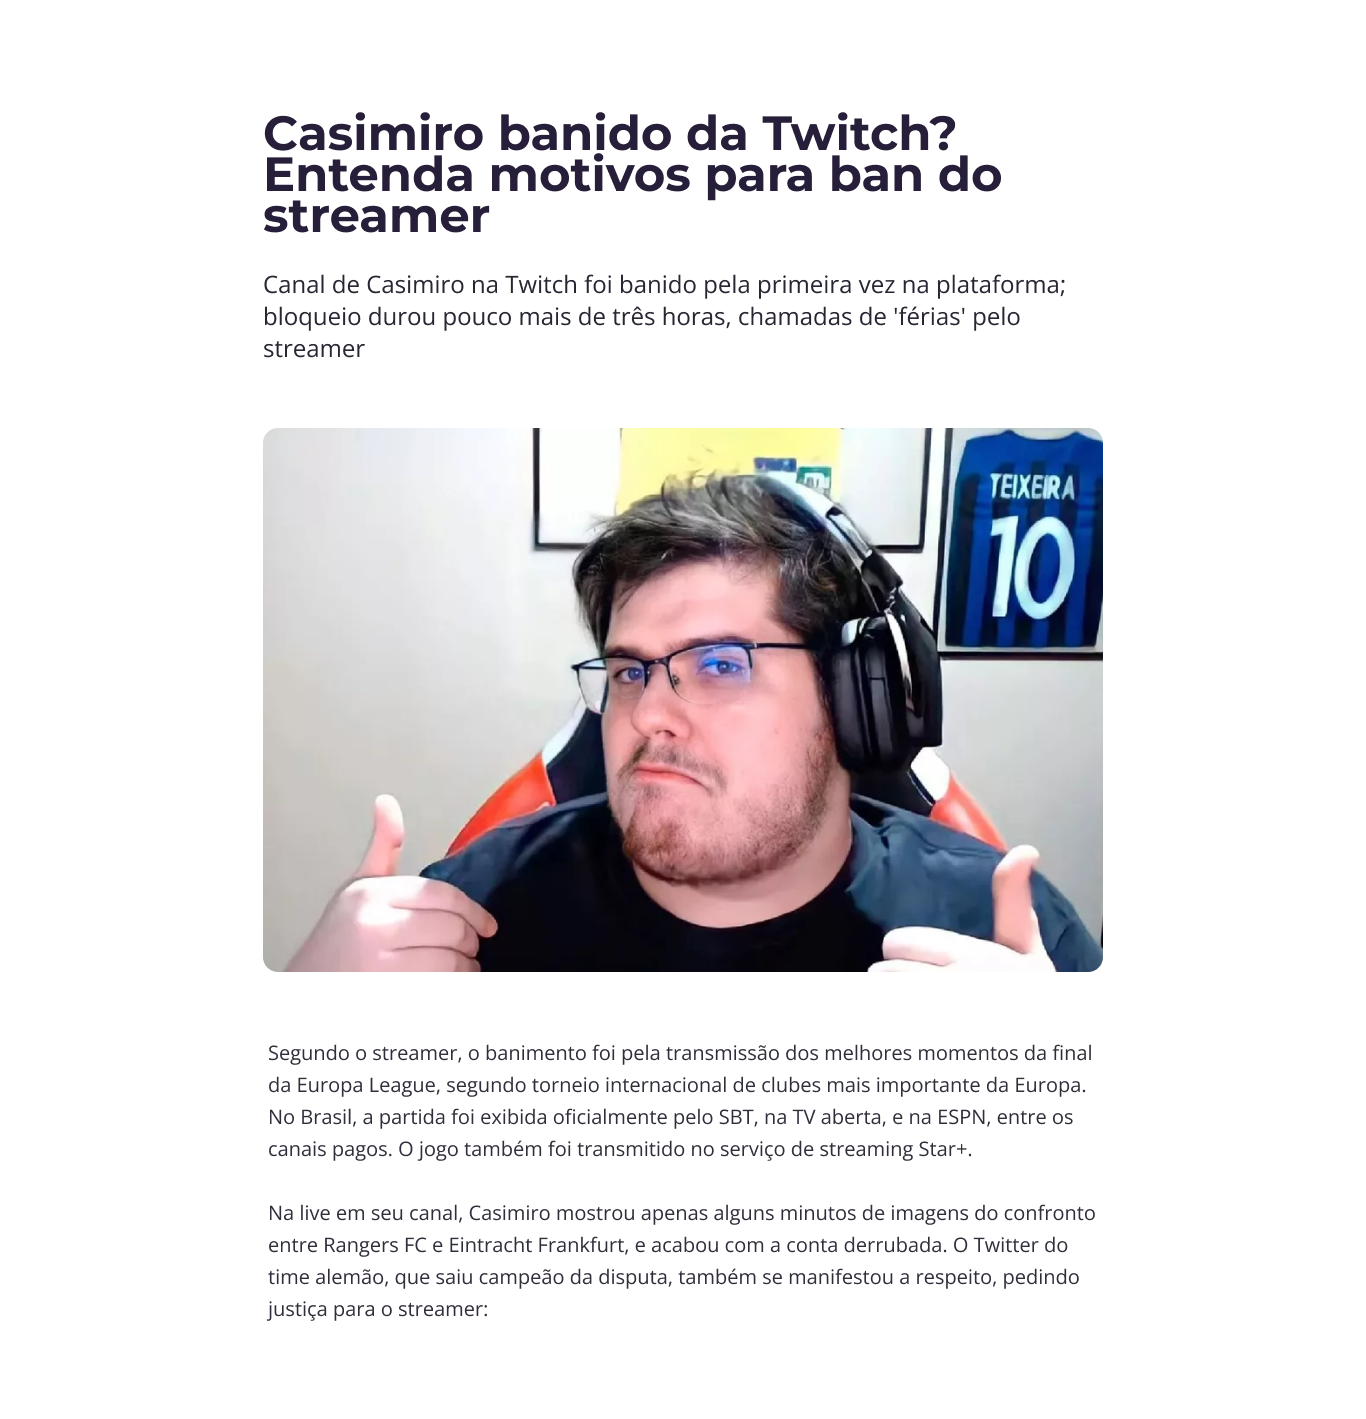 Casimiro banido da Twitch?
Entenda motivos para ban do
streamer
Canal de Casimiro na Twitch foi banido pela primeira vez na plataforma;
bloqueio durou pouco mais de três horas, chamadas de 'férias' pelo
streamer
TEIXEIRA
10
Segundo o streamer, o banimento foi pela transmissão dos melhores momentos da final
da Europa League, segundo torneio internacional de clubes mais importante da Europa.
No Brasil, a partida foi exibida oficialmente pelo SBT, na TV aberta, e na ESPN, entre os
canais pagos. O jogo também foi transmitido no serviço de streaming Star+.
Na live em seu canal, Casimiro mostrou apenas alguns minutos de imagens do confronto
entre Rangers FC e Eintracht Frankfurt, e acabou com a conta derrubada. O Twitter do
time alemão, que saiu campeão da disputa, também se manifestou a respeito, pedindo
justiça para o streamer: